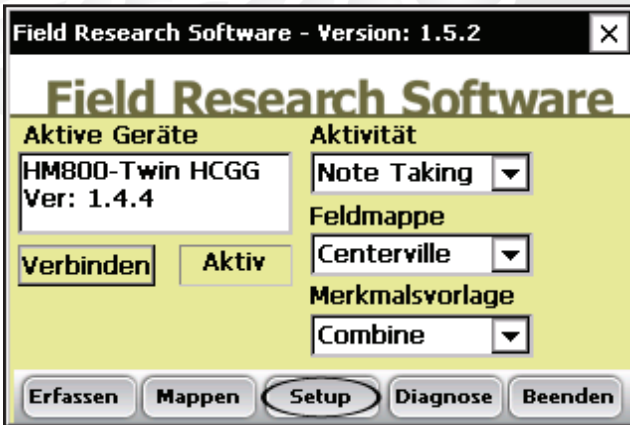 Field Research Software - Version: 1.5.2
Field Research Software
Aktive Geräte
HM800-Twin HCGG
Ver: 1.4.4
Verbinden
Aktiv
Aktivität
Note Taking
Feldmappe
Centerville
Merkmalsvorlage
Combine
Erfassen Mappen Setup Diagnose Beenden